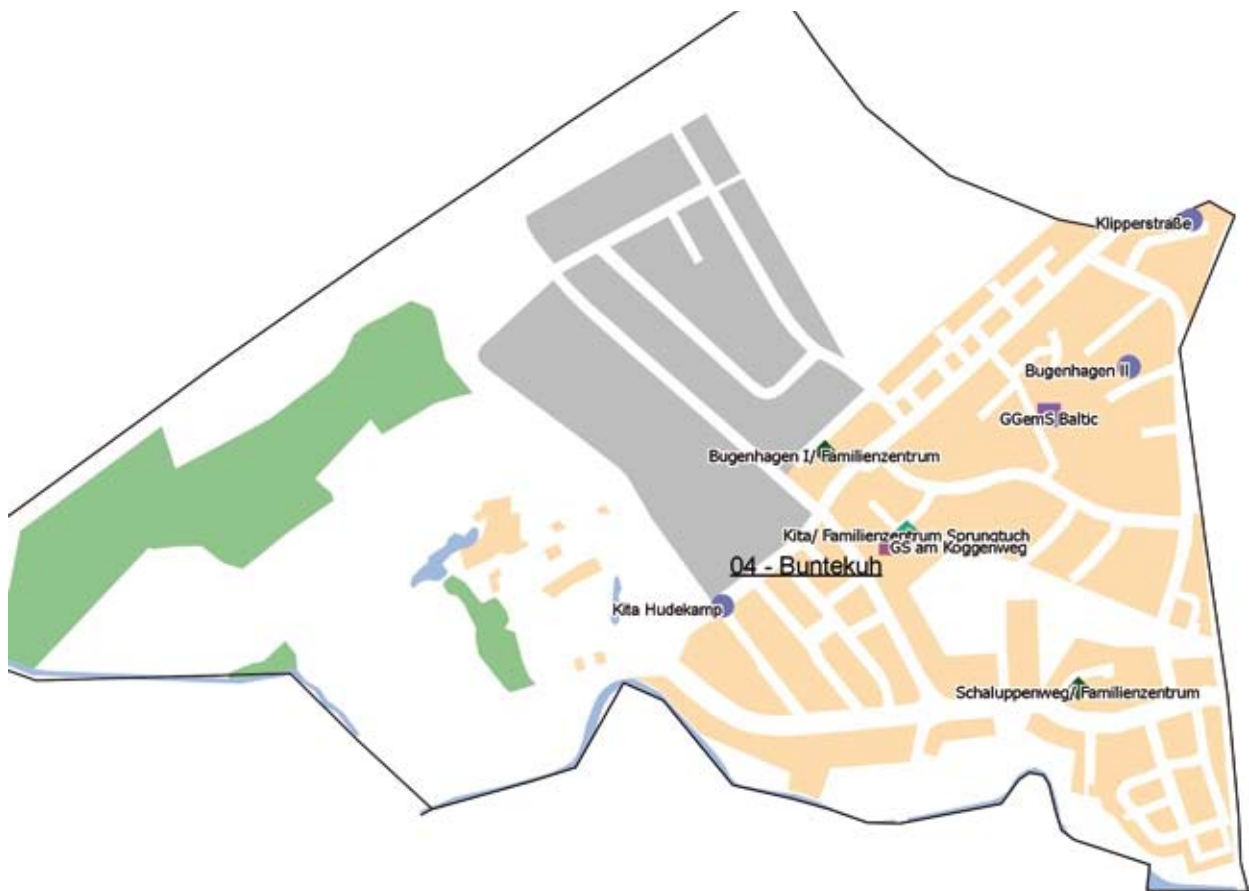 Klipperstraße
Bugenhagen II
GGemS Baltic
Bugenhagen I/ Familienzentrum
Kita/ Familienzentrum Sprungtuch
GS am Koggenweg
04 - Buntekuh
Kita Hudekamp
Schaluppenweg/ Familienzentrum